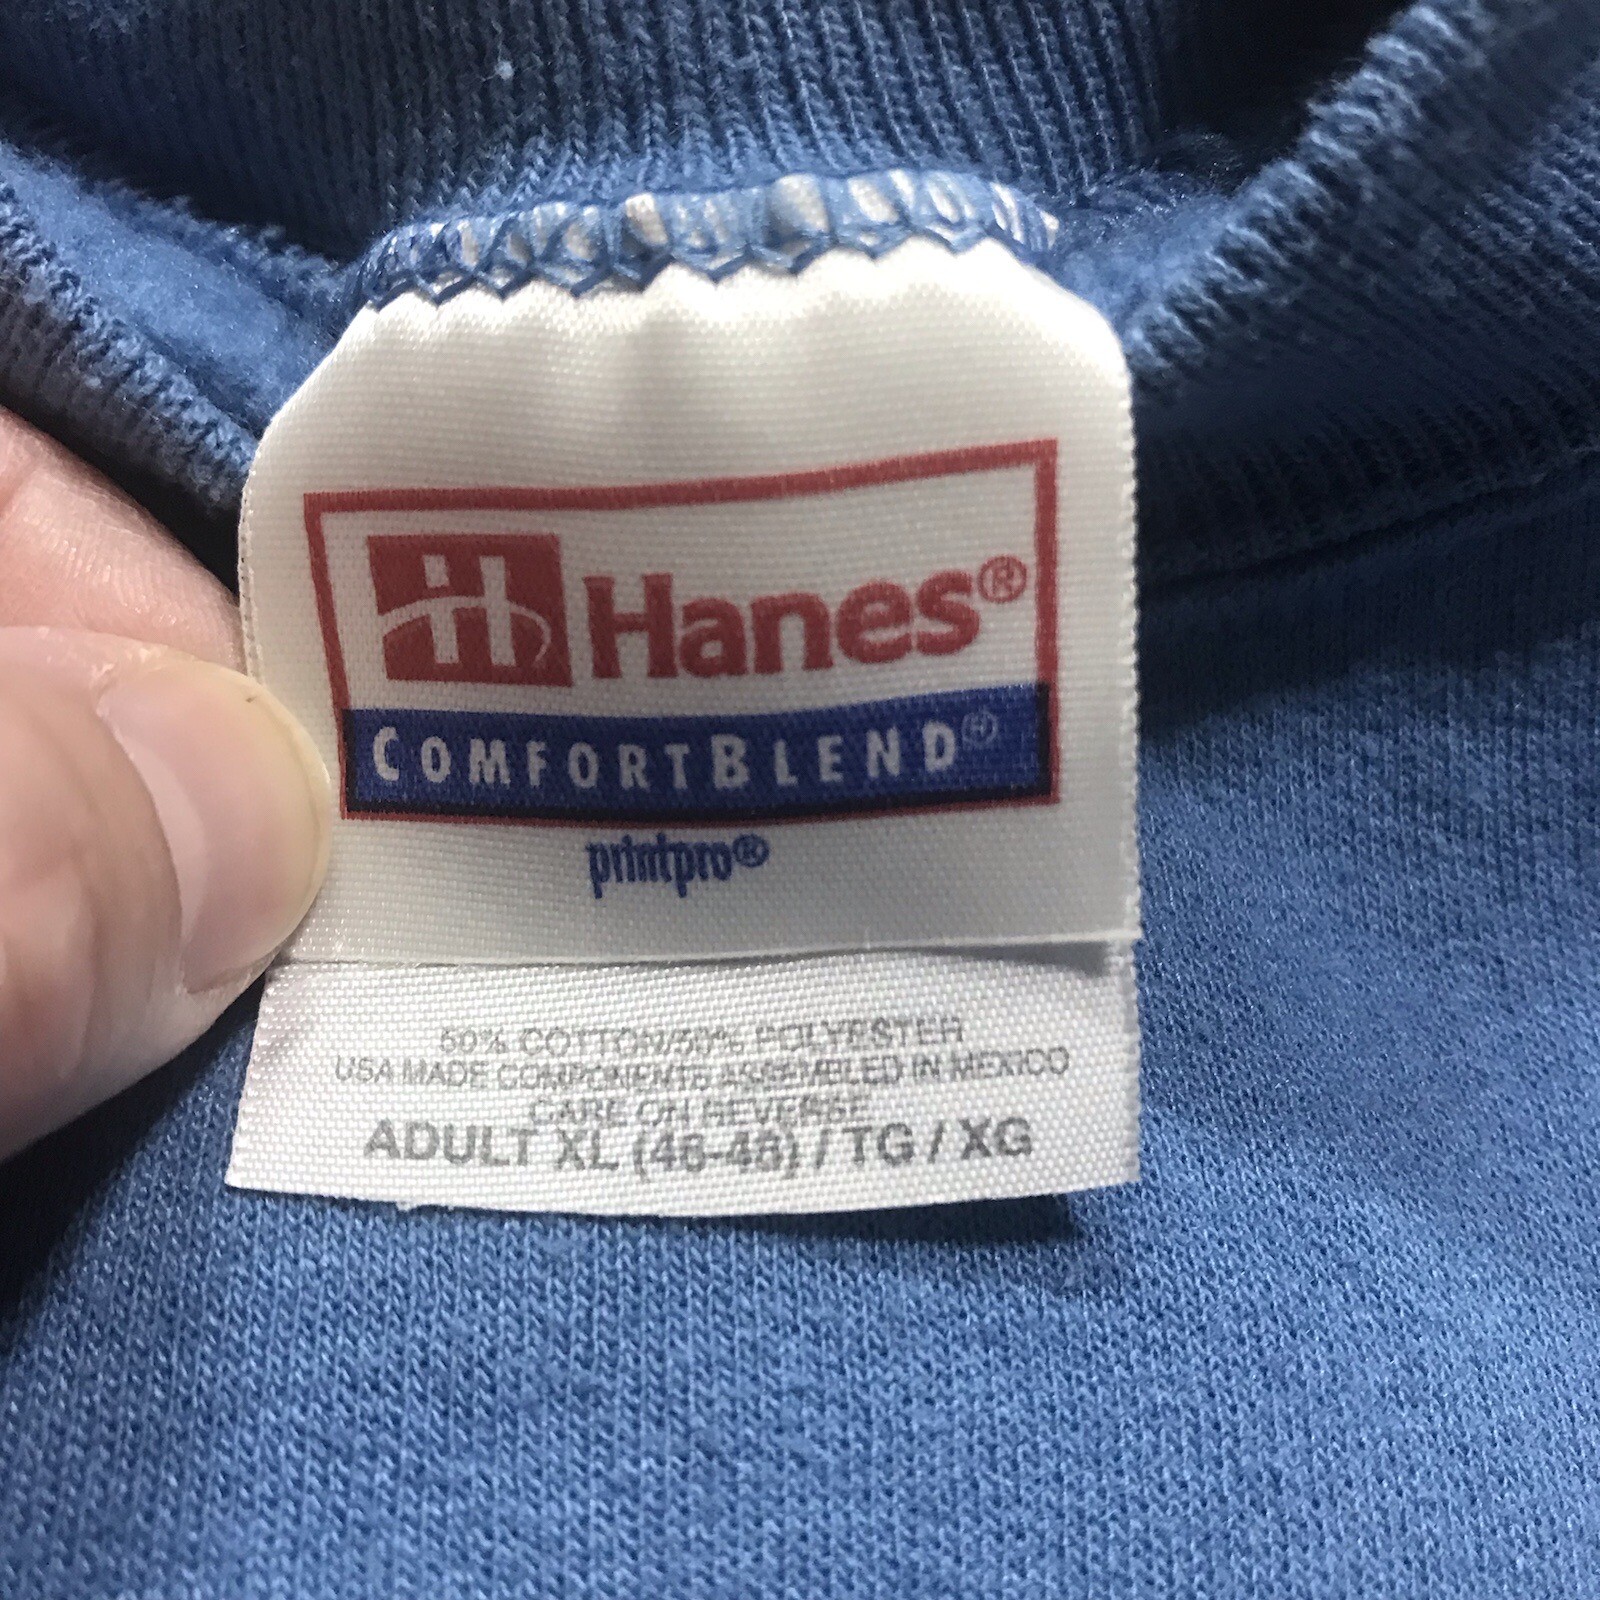 H Hanes®
COMFORTBLEND®
printpro®
50% COTTON/50% POLYESTER
USA MADE COMPONENTS ASSEMBLED IN MEXICO
CARE ON REVERSE
ADULT XL (46-48) / TG / XG